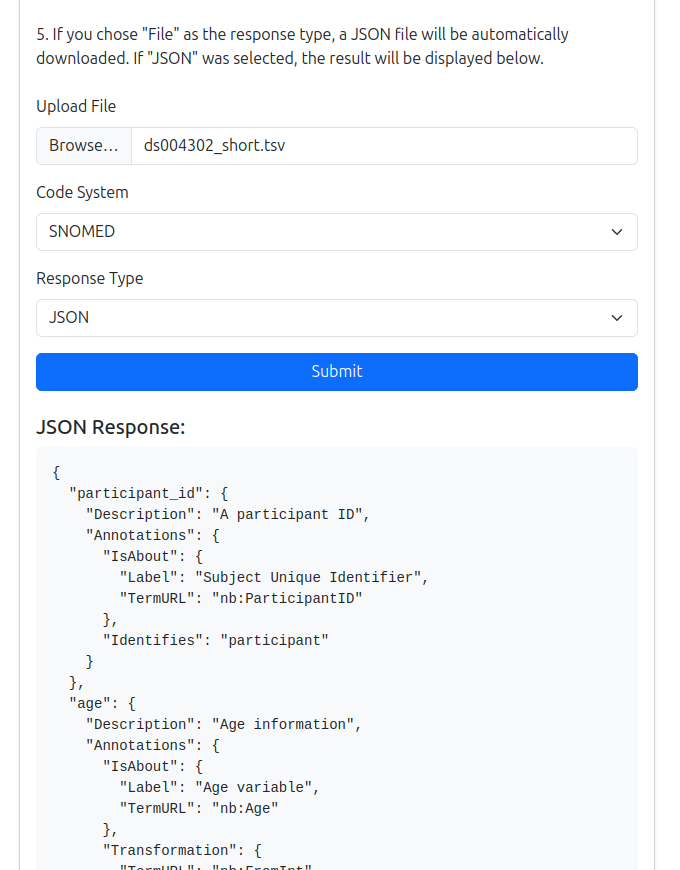 5. If you chose "File" as the response type, a JSON file will be automatically
downloaded. If "JSON" was selected, the result will be displayed below.
Upload File
Browse… ds004302_short.tsv
Code System
SNOMED
Response Type
JSON
Submit
JSON Response:
{
  "participant_id": {
    "Description": "A participant ID",
    "Annotations": {
      "IsAbout": {
        "Label": "Subject Unique Identifier",
        "TermURL": "nb:ParticipantID"
      },
      "Identifies": "participant"
    }
  },
  "age": {
    "Description": "Age information",
    "Annotations": {
      "IsAbout": {
        "Label": "Age variable",
        "TermURL": "nb:Age"
      },
      "Transformation": {
        "TermURL": "nb:FromInt"